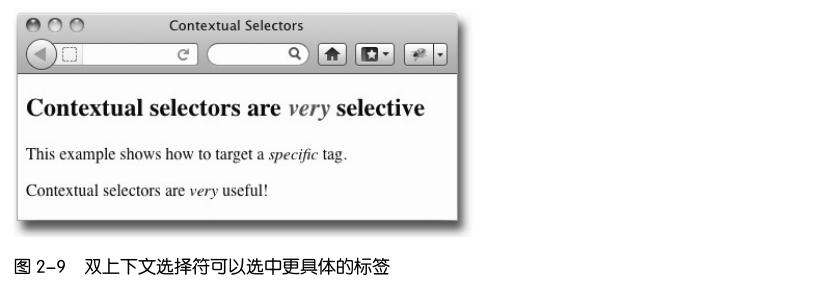 Contextual Selectors
Contextual selectors are very selective
This example shows how to target a specific tag.
Contextual selectors are very useful!
图 2-9 双上下文选择符可以选中更具体的标签